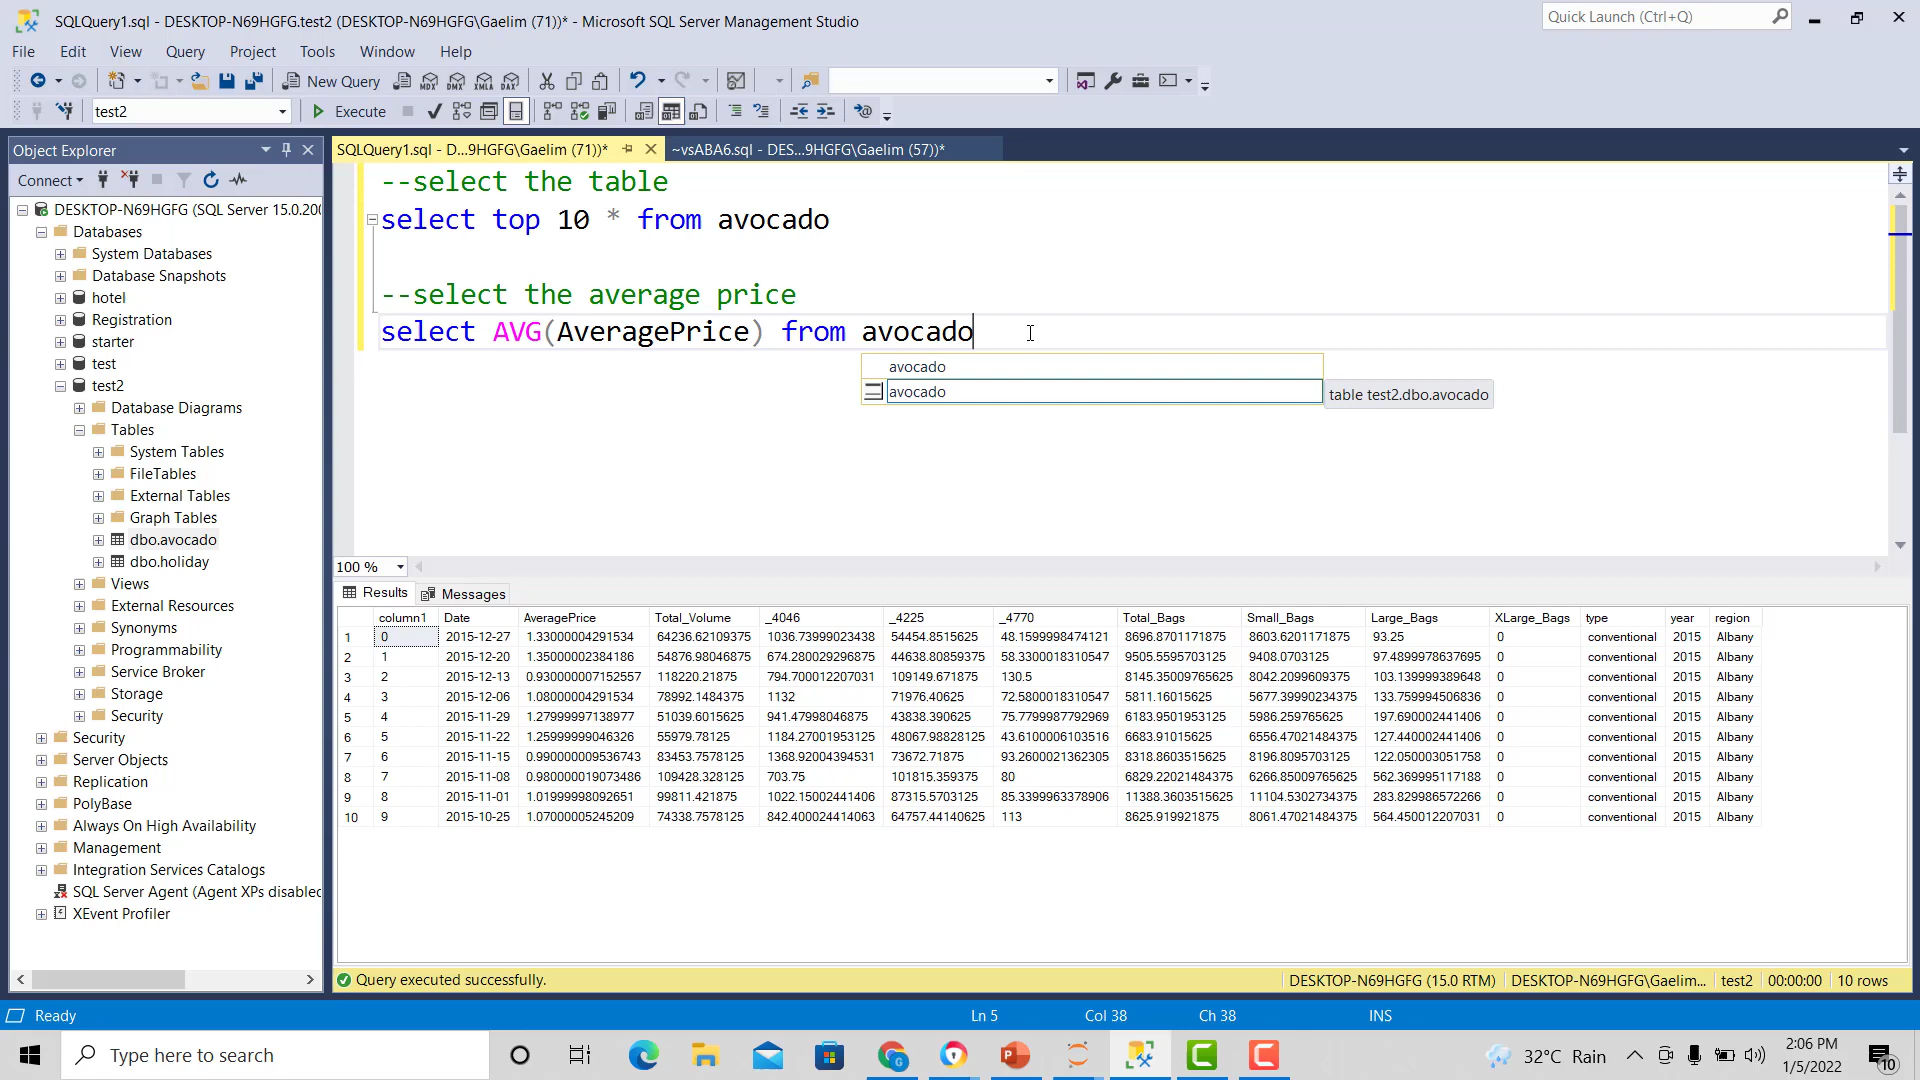 SQLQuery1.sql - DESKTOP-N69HGFG.test2 (DESKTOP-N69HGFG\Gaelim (71))* - Microsoft SQL Server Management Studio
Quick Launch (Ctrl+Q)
File Edit View Query Project Tools Window Help
New Query
MDX DMX XMLA DAX
test2
Execute
Object Explorer
SQLQuery1.sql - D...9HGFG\Gaelim (71))*
~vsABA6.sql - DES...9HGFG\Gaelim (57))*
Connect
DESKTOP-N69HGFG (SQL Server 15.0.200
Databases
System Databases
Database Snapshots
hotel
Registration
starter
test
test2
Database Diagrams
Tables
System Tables
FileTables
External Tables
Graph Tables
dbo.avocado
dbo.holiday
Views
External Resources
Synonyms
Programmability
Service Broker
Storage
Security
Security
Server Objects
Replication
PolyBase
Always On High Availability
Management
Integration Services Catalogs
SQL Server Agent (Agent XPs disabled
XEvent Profiler
--select the table
select top 10 * from avocado
--select the average price
select AVG(AveragePrice) from avocado
avocado
avocado
table test2.dbo.avocado
100 %
Results Messages
column1 Date AveragePrice Total_Volume _4046 _4225 _4770 Total_Bags Small_Bags Large_Bags XLarge_Bags type year region
1 0 2015-12-27 1.33000004291534 64236.62109375 1036.73999023438 54454.8515625 48.1599998474121 8696.8701171875 8603.6201171875 93.25 0 conventional 2015 Albany
2 1 2015-12-20 1.35000002384186 54876.98046875 674.280029296875 44638.80859375 58.3300018310547 9505.5595703125 9408.0703125 97.4899978637695 0 conventional 2015 Albany
3 2 2015-12-13 0.930000007152557 118220.21875 794.700012207031 109149.671875 130.5 8145.35009765625 8042.2099609375 103.139999389648 0 conventional 2015 Albany
4 3 2015-12-06 1.08000004291534 78992.1484375 1132 71976.40625 72.5800018310547 5811.16015625 5677.39990234375 133.759994506836 0 conventional 2015 Albany
5 4 2015-11-29 1.27999997138977 51039.6015625 941.47998046875 43838.390625 75.7799987792969 6183.9501953125 5986.259765625 197.690002441406 0 conventional 2015 Albany
6 5 2015-11-22 1.2599999046326 55979.78125 1184.27001953125 48067.98828125 43.6100006103516 6683.91015625 6556.47021484375 127.440002441406 0 conventional 2015 Albany
7 6 2015-11-15 0.990000009536743 83453.7578125 1368.92004394531 73672.71875 93.2600021362305 8318.8603515625 8196.8095703125 122.050003051758 0 conventional 2015 Albany
8 7 2015-11-08 0.980000019073486 109428.328125 703.75 101815.359375 80 6829.22021484375 6266.85009765625 562.369995117188 0 conventional 2015 Albany
9 8 2015-11-01 1.01999998092651 99811.421875 1022.15002441406 87315.5703125 85.3399963378906 11388.3603515625 11104.5302734375 283.829986572266 0 conventional 2015 Albany
10 9 2015-10-25 1.07000005245209 74338.7578125 842.400024414063 64757.44140625 113 8625.919921875 8061.47021484375 564.450012207031 0 conventional 2015 Albany
Query executed successfully.
DESKTOP-N69HGFG (15.0 RTM) DESKTOP-N69HGFG\Gaelim... test2 00:00:00 10 rows
Ready Ln 5 Col 38 Ch 38 INS
Type here to search
32°C Rain
2:06 PM
1/5/2022
10